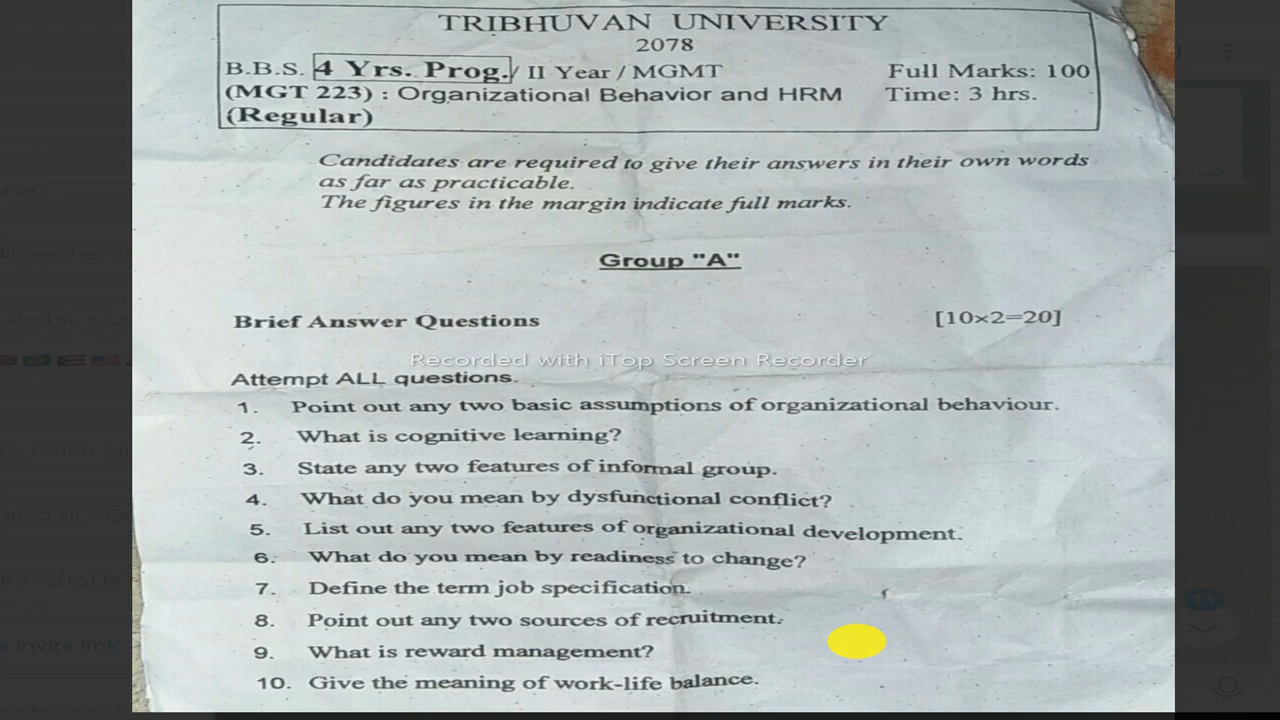 TRIBHUVAN UNIVERSITY
2078
B.B.S. 4 Yrs. Prog./ II Year / MGMT Full Marks: 100
(MGT 223) : Organizational Behavior and HRM Time: 3 hrs.
(Regular)
Candidates are required to give their answers in their own words
as far as practicable.
The figures in the margin indicate full marks.
Group "A"
Brief Answer Questions [10×2=20]
Recorded with iTop Screen Recorder
Attempt ALL questions.
1. Point out any two basic assumptions of organizational behaviour.
2. What is cognitive learning?
3. State any two features of informal group.
4. What do you mean by dysfunctional conflict?
5. List out any two features of organizational development.
6. What do you mean by readiness to change?
7. Define the term job specification.
8. Point out any two sources of recruitment.
9. What is reward management?
10. Give the meaning of work-life balance.
11
a invite link